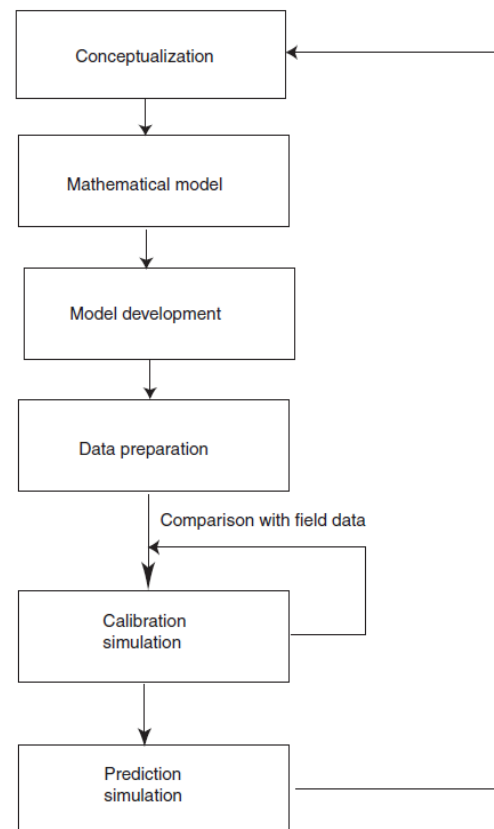 Conceptualization
Mathematical model
Model development
Data preparation
Comparison with field data
Calibration
simulation
Prediction
simulation